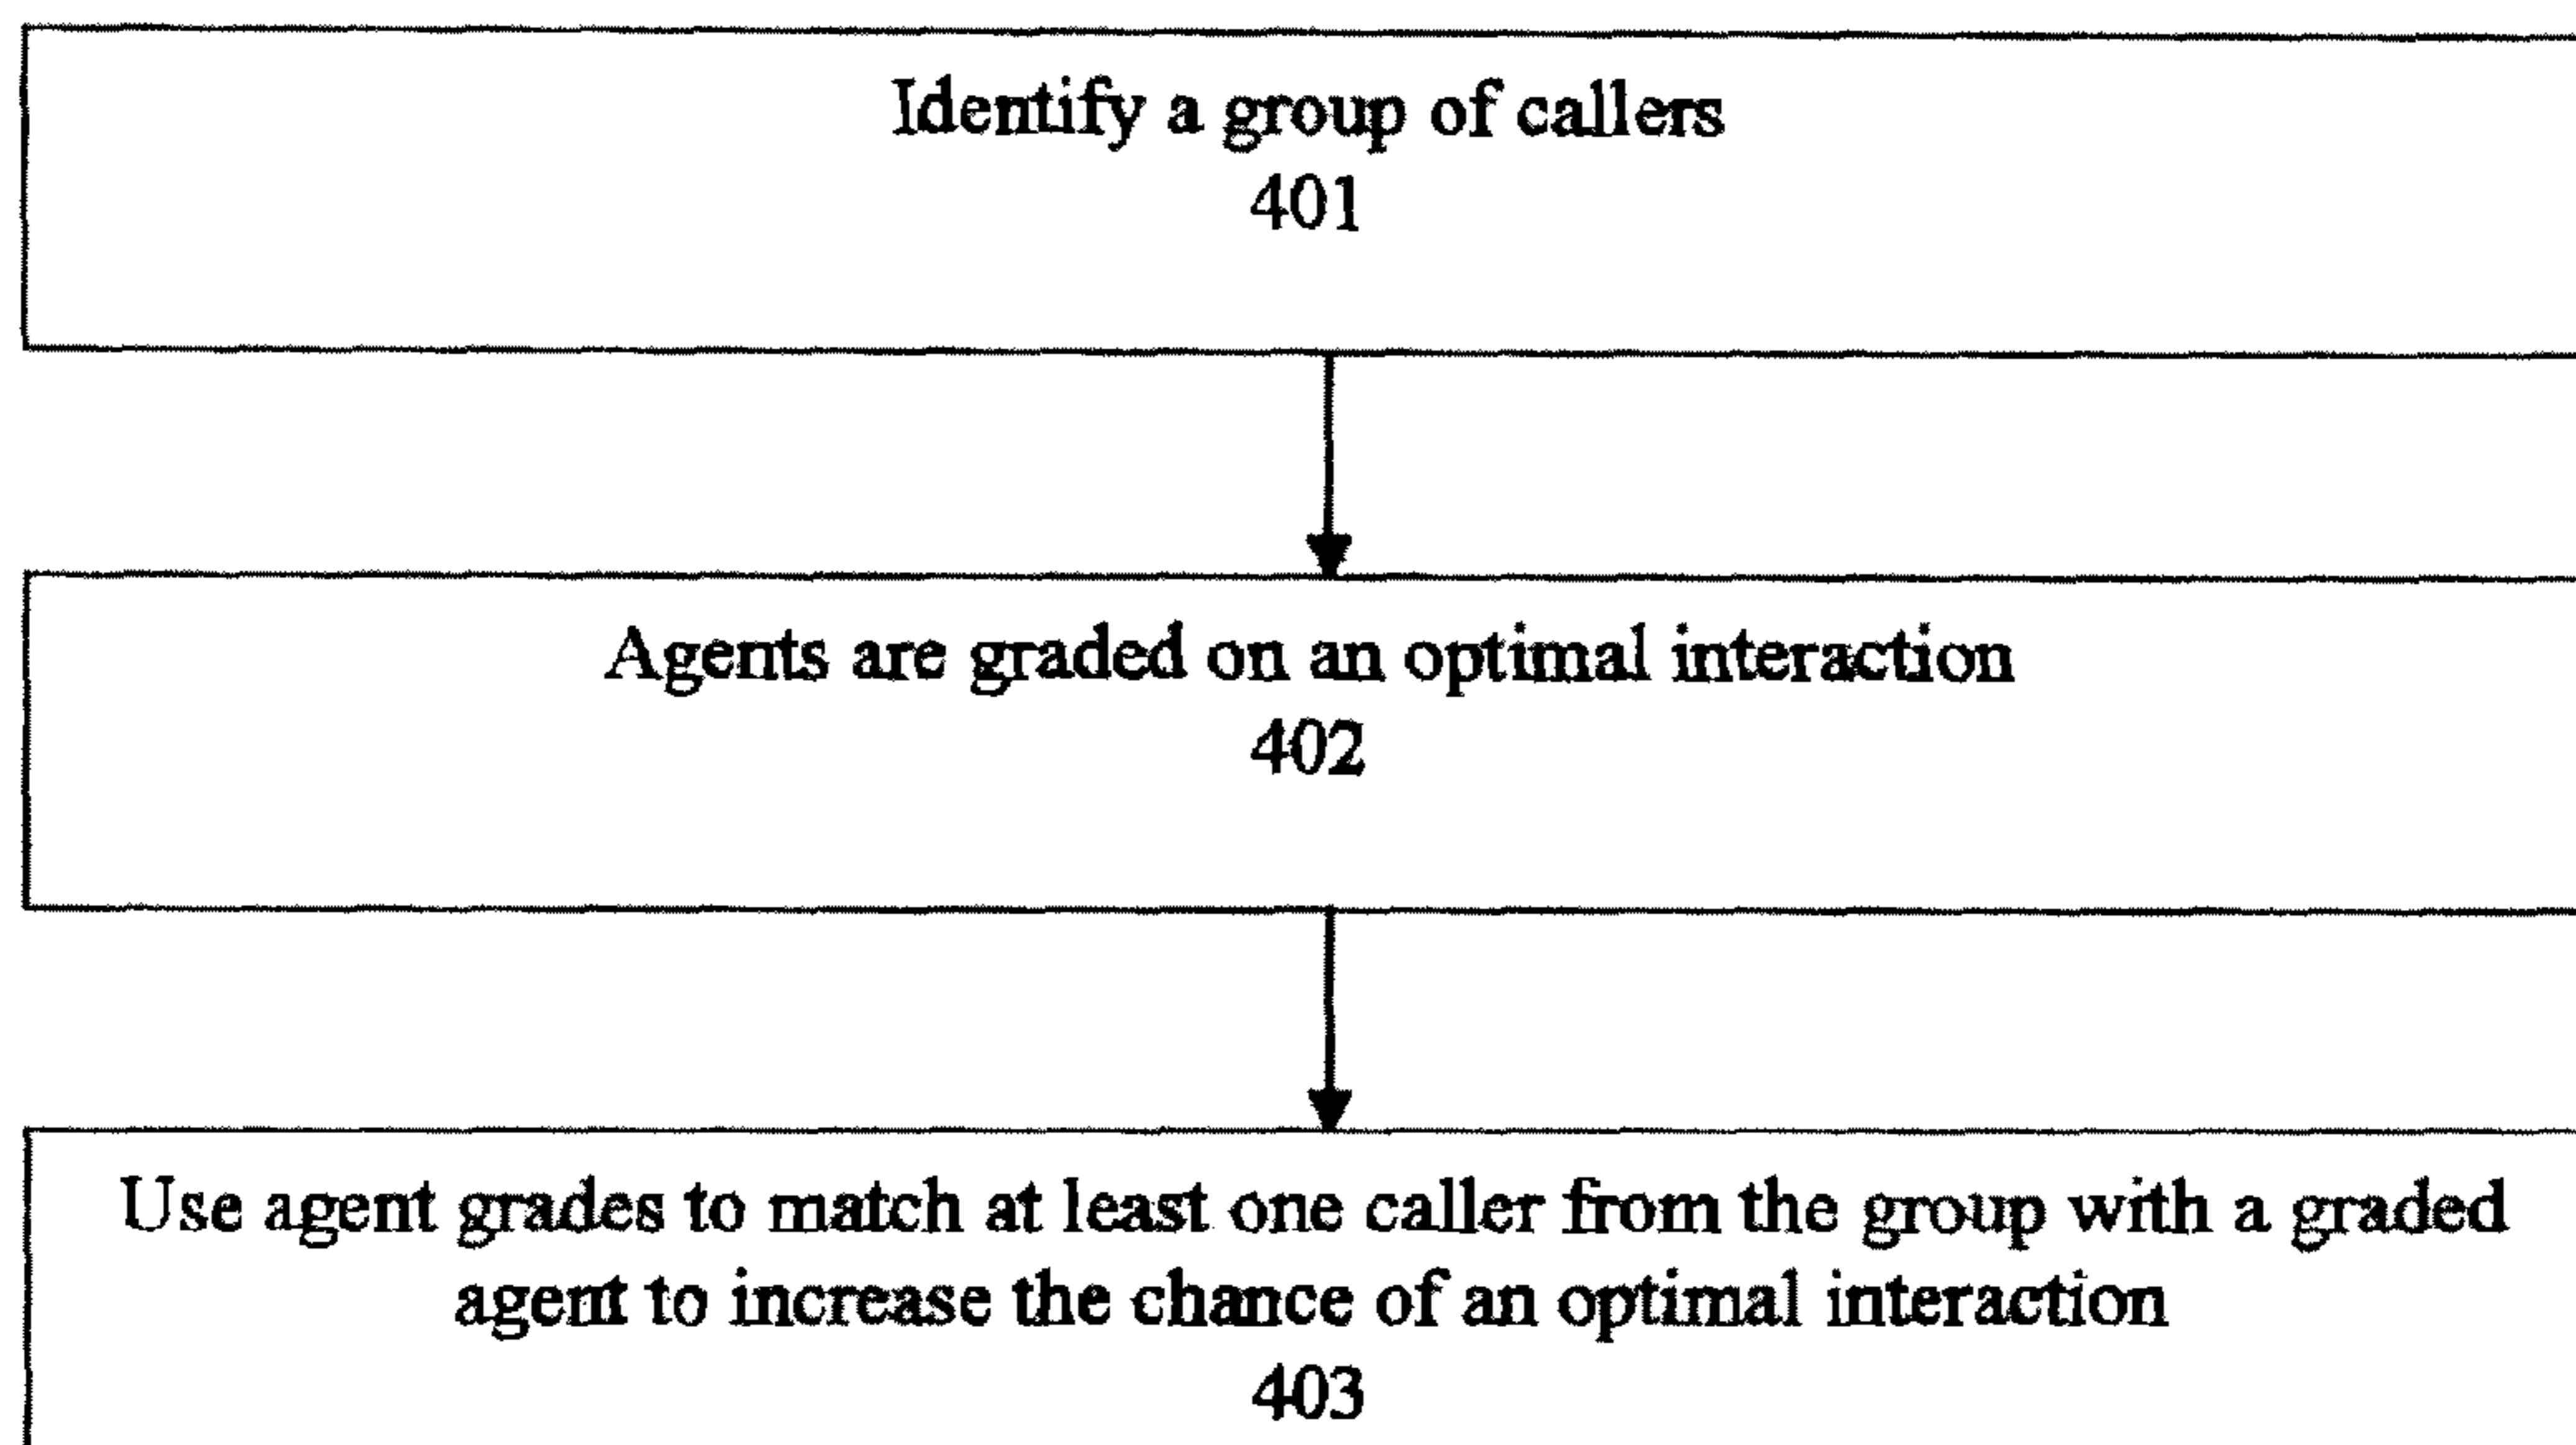 Identify a group of callers
401
Agents are graded on an optimal interaction
402
Use agent grades to match at least one caller from the group with a graded
agent to increase the chance of an optimal interaction
403